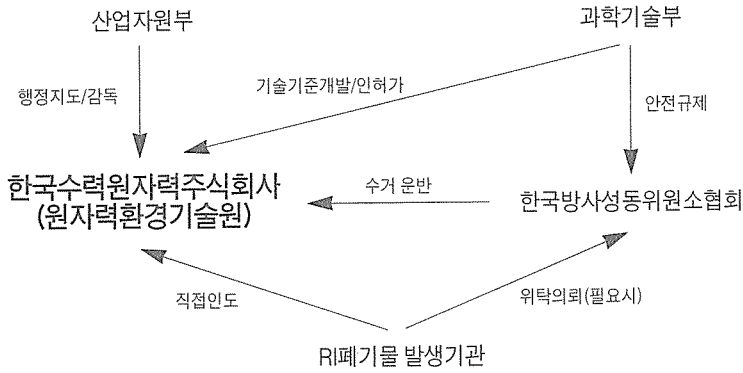 산업자원부
과학기술부
행정지도/감독
기술기준개발/인허가
안전규제
한국수력원자력주식회사
(원자력환경기술원)
수거 운반
한국방사성동위원소협회
직접인도
위탁의뢰(필요시)
RI폐기물 발생기관